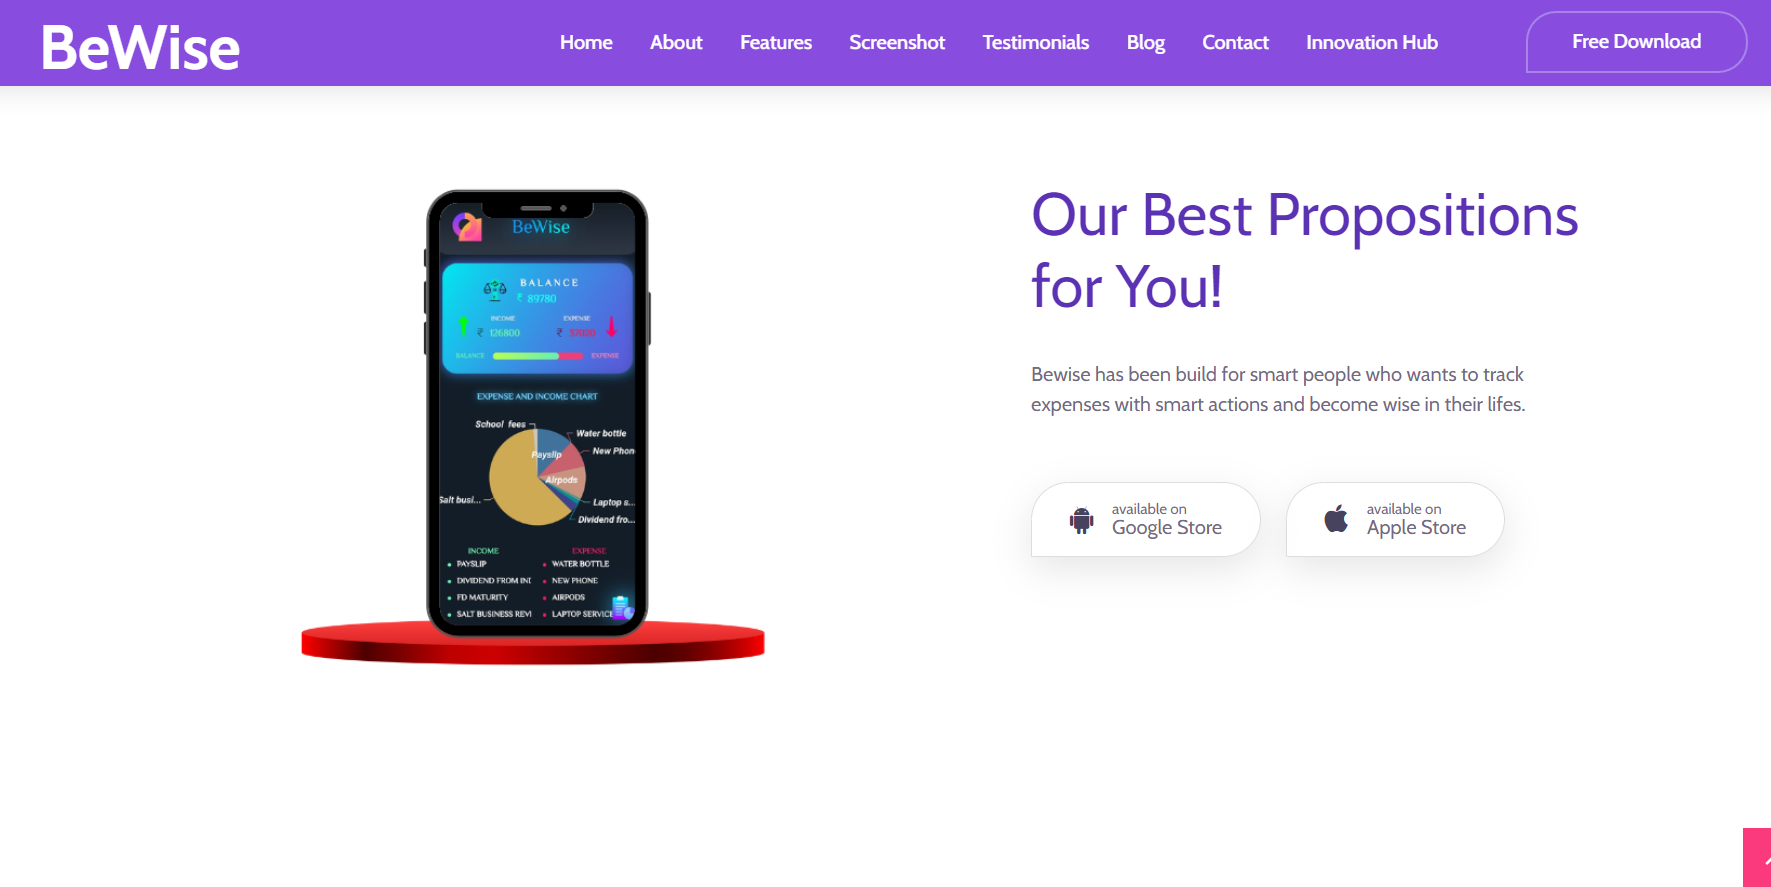 BeWise
Home
About
Features
Screenshot
Testimonials
Blog
Contact
Innovation Hub
Free Download
BeWise
BALANCE
₹ 89780
INCOME
EXPENSE
₹ 126800
₹
BALANCE
EXPENSE
EXPENSE AND INCOME CHART
School fees
Water bottle
New Phon
Payslip
Airpods
Salt busi...
Laptop s...
Dividend fro...
INCOME
EXPENSE
PAYSLIP
WATER BOTTLE
DIVIDEND FROM IND
NEW PHONE
FD MATURITY
AIRPODS
SALT BUSINESS REVI
LAPTOP SERVICE
Our Best Propositions
for You!
Bewise has been build for smart people who wants to track
expenses with smart actions and become wise in their lifes.
available on
Google Store
available on
Apple Store